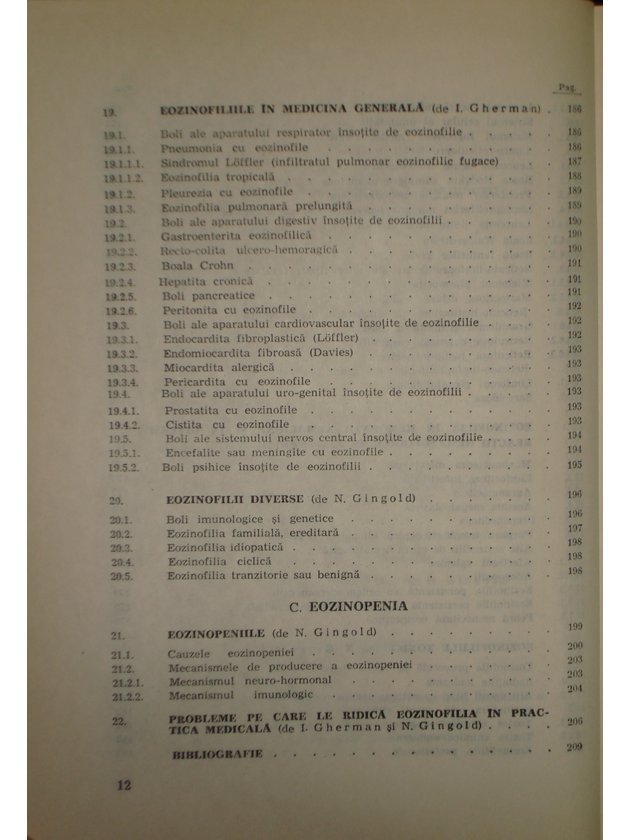 Pag.
19. EOZINOFILIILE IN MEDICINA GENERALĂ (de I. Gherman) . 186
19.1. Boli ale aparatului respirator însoțite de eozinofilie . . . . 186
19.1.1. Pneumonia cu eozinofile . . . . . . . . . 186
19.1.1.1. Sindromul Löffler (infiltratul pulmonar eozinofilic fugace) . . 187
19.1.1.2. Eozinofilia tropicală . . . . . . . . . . 188
19.1.2. Pleurezia cu eozinofile . . . . . . . . . 189
19.1.3. Eozinofilia pulmonară prelungită . . . . . . . 189
19.2. Boli ale aparatului digestiv însoțite de eozinofilii . . . . 190
19.2.1. Gastroenterita eozinofilică . . . . . . . . 190
19.2.2. Recto-colita ulcero-hemoragică . . . . . . . 190
19.2.3. Boala Crohn . . . . . . . . . . . 191
19.2.4. Hepatita cronică . . . . . . . . . . 191
19.2.5. Boli pancreatice . . . . . . . . . . 191
19.2.6. Peritonita cu eozinofile . . . . . . . . . 192
19.3. Boli ale aparatului cardiovascular însoțite de eozinofilie . . . 192
19.3.1. Endocardita fibroplastică (Löffler) . . . . . . . 192
19.3.2. Endomiocardita fibroasă (Davies) . . . . . . . 193
19.3.3. Miocardita alergică . . . . . . . . . . 193
19.3.4. Pericardita cu eozinofile . . . . . . . . 193
19.4. Boli ale aparatului uro-genital însoțite de eozinofilii . . . . 193
19.4.1. Prostatita cu eozinofile . . . . . . . . . 193
19.4.2. Cistita cu eozinofile . . . . . . . . . 193
19.5. Boli ale sistemului nervos central însoțite de eozinofilie . . . 194
19.5.1. Encefalite sau meningite cu eozinofile . . . . . . 194
19.5.2. Boli psihice însoțite de eozinofilii . . . . . . . 195
20. EOZINOFILII DIVERSE (de N. Gingold) . . . . . 196
20.1. Boli imunologice și genetice . . . . . . . . 196
20.2. Eozinofilia familială, ereditară . . . . . . . 197
20.3. Eozinofilia idiopatică . . . . . . . . . . 198
20.4. Eozinofilia ciclică . . . . . . . . . . 198
20.5. Eozinofilia tranzitorie sau benignă . . . . . . . 198
C. EOZINOPENIA
21. EOZINOPENIILE (de N. Gingold) . . . . . . . 199
21.1. Cauzele eozinopeniei . . . . . . . . . 200
21.2. Mecanismele de producere a eozinopeniei . . . . . 203
21.2.1. Mecanismul neuro-hormonal . . . . . . . . 203
21.2.2. Mecanismul imunologic . . . . . . . . . 204
22. PROBLEME PE CARE LE RIDICĂ EOZINOFILIA ÎN PRAC-
TICA MEDICALĂ (de I. Gherman și N. Gingold) . . . . 206
BIBLIOGRAFIE . . . . . . . . . . . 209
12